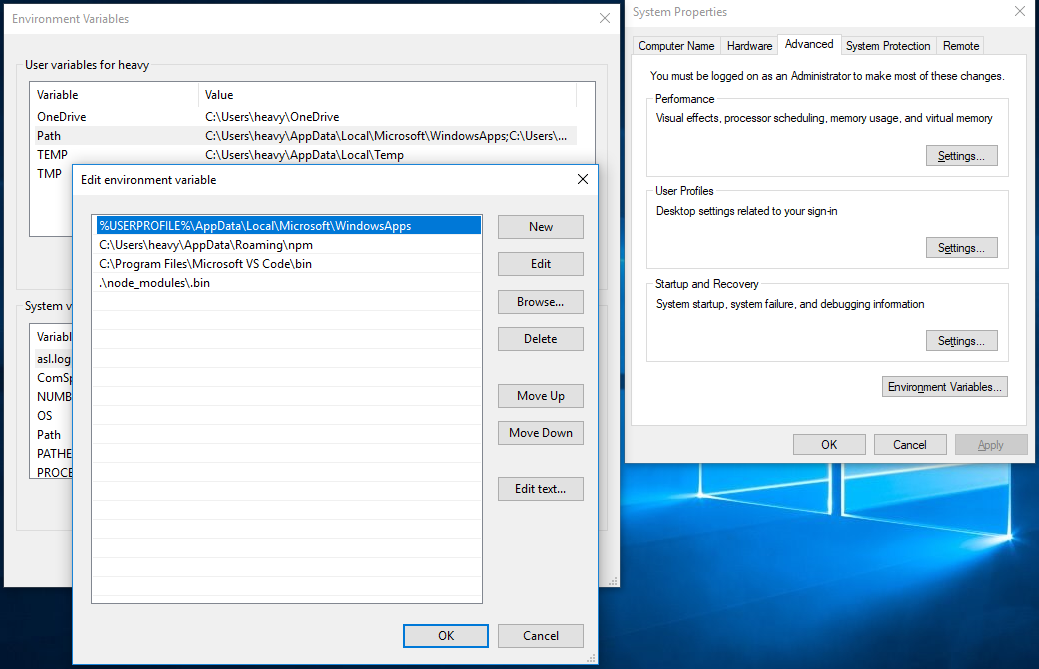 Environment Variables
User variables for heavy
Variable Value
OneDrive C:\Users\heavy\OneDrive
Path C:\Users\heavy\AppData\Local\Microsoft\WindowsApps;C:\Users\...
TEMP C:\Users\heavy\AppData\Local\Temp
TMP
System v
Variabl
asl.log
ComSp
NUMB
OS
Path
PATHE
PROCE
Edit environment variable
%USERPROFILE%\AppData\Local\Microsoft\WindowsApps
C:\Users\heavy\AppData\Roaming\npm
C:\Program Files\Microsoft VS Code\bin
.\node_modules\.bin
New
Edit
Browse...
Delete
Move Up
Move Down
Edit text...
OK Cancel
System Properties
Computer Name Hardware Advanced System Protection Remote
You must be logged on as an Administrator to make most of these changes.
Performance
Visual effects, processor scheduling, memory usage, and virtual memory
Settings...
User Profiles
Desktop settings related to your sign-in
Settings...
Startup and Recovery
System startup, system failure, and debugging information
Settings...
Environment Variables...
OK Cancel Apply